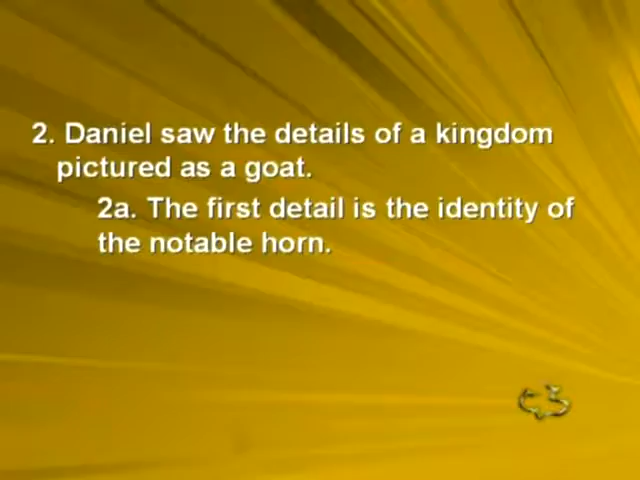 2. Daniel saw the details of a kingdom
pictured as a goat.
2a. The first detail is the identity of
the notable horn.